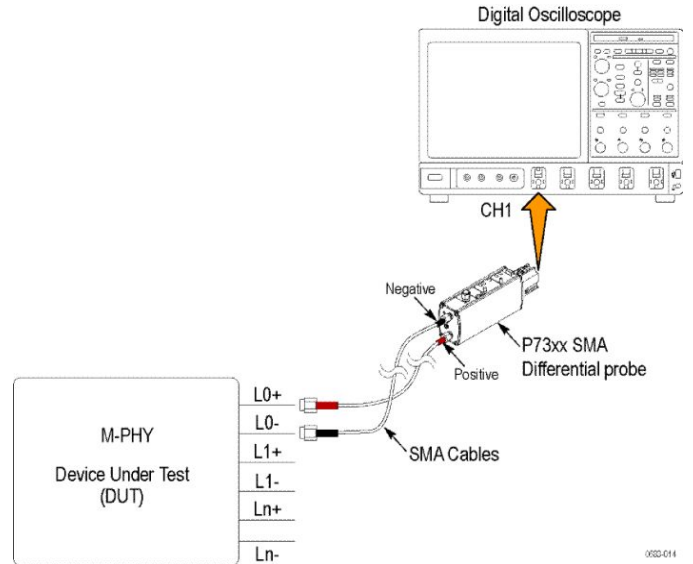 Digital Oscilloscope
CH1
Negative
P73xx SMA
Differential probe
Positive
L0+
L0-
M-PHY
L1+
SMA Cables
Device Under Test
L1-
(DUT)
Ln+
Ln-
0603-014